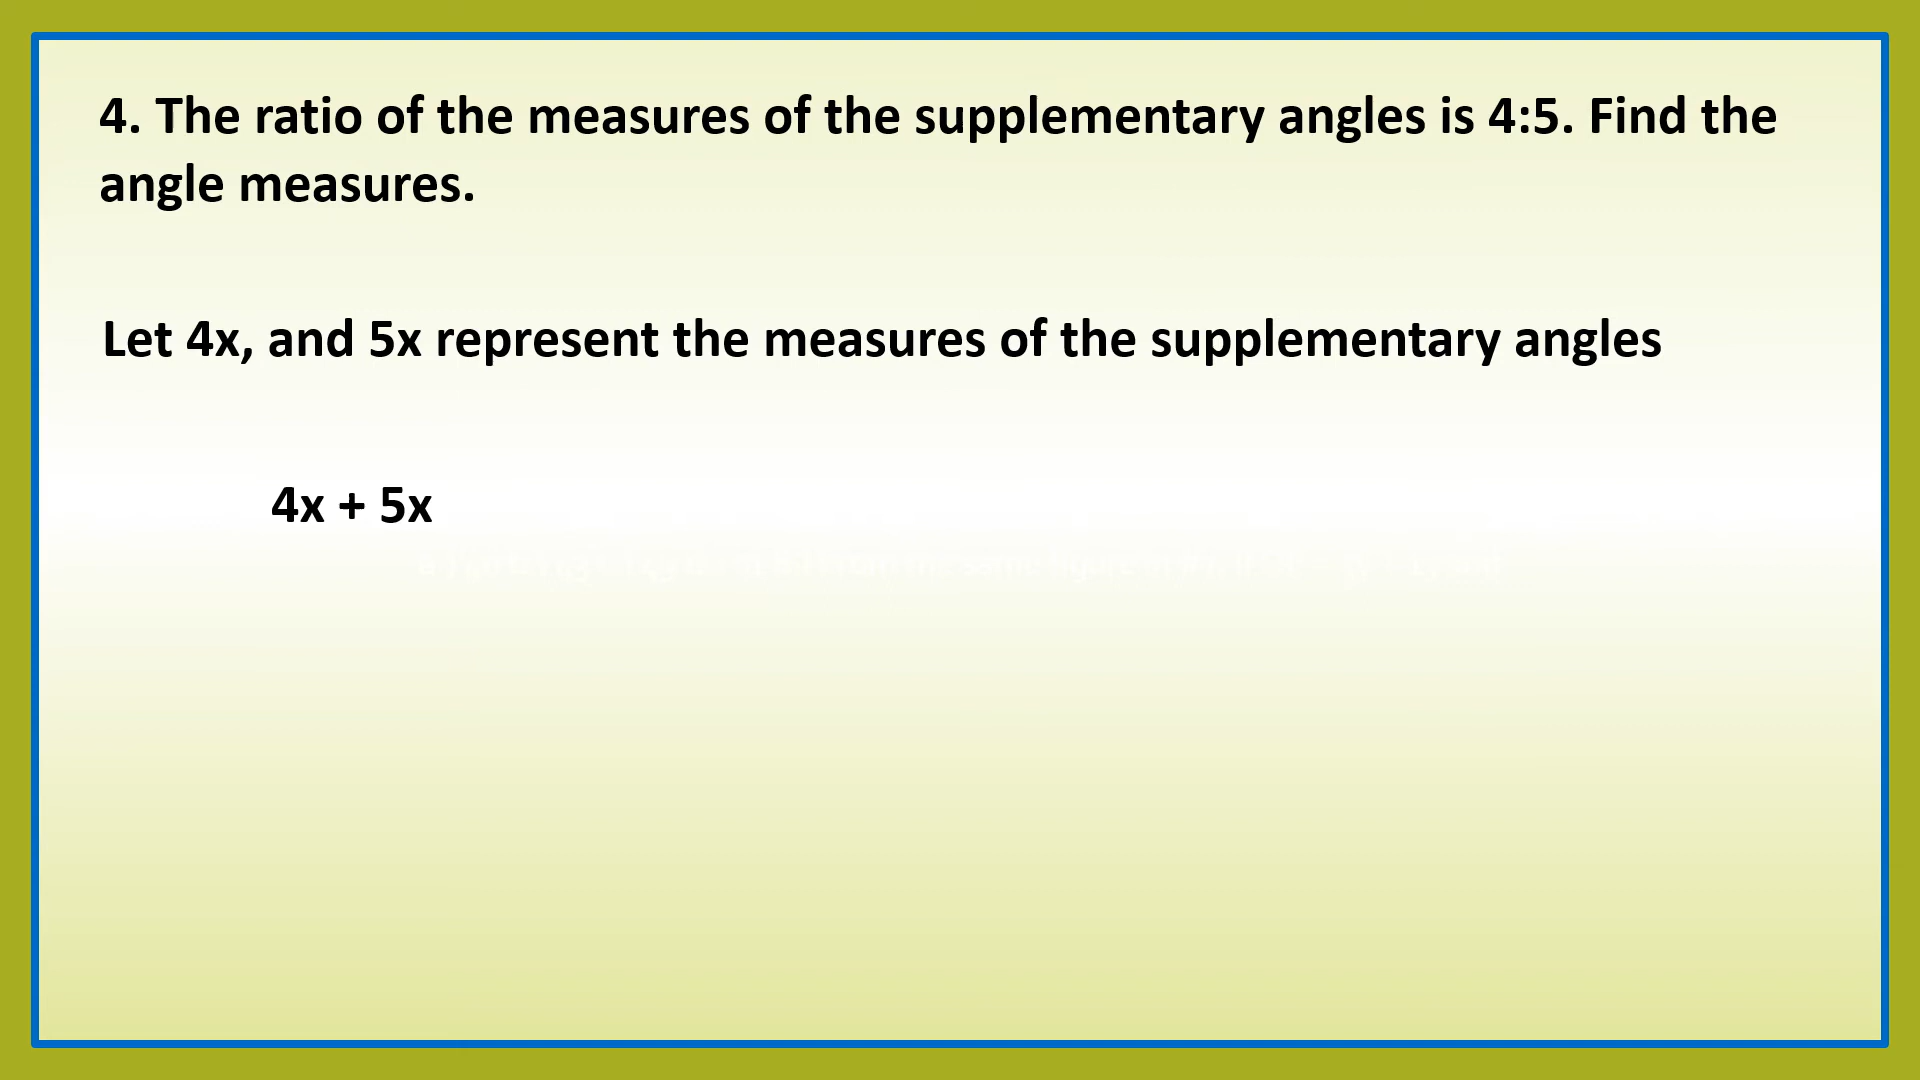 4. The ratio of the measures of the supplementary angles is 4:5. Find the
angle measures.
Let 4x, and 5x represent the measures of the supplementary angles
4x + 5x